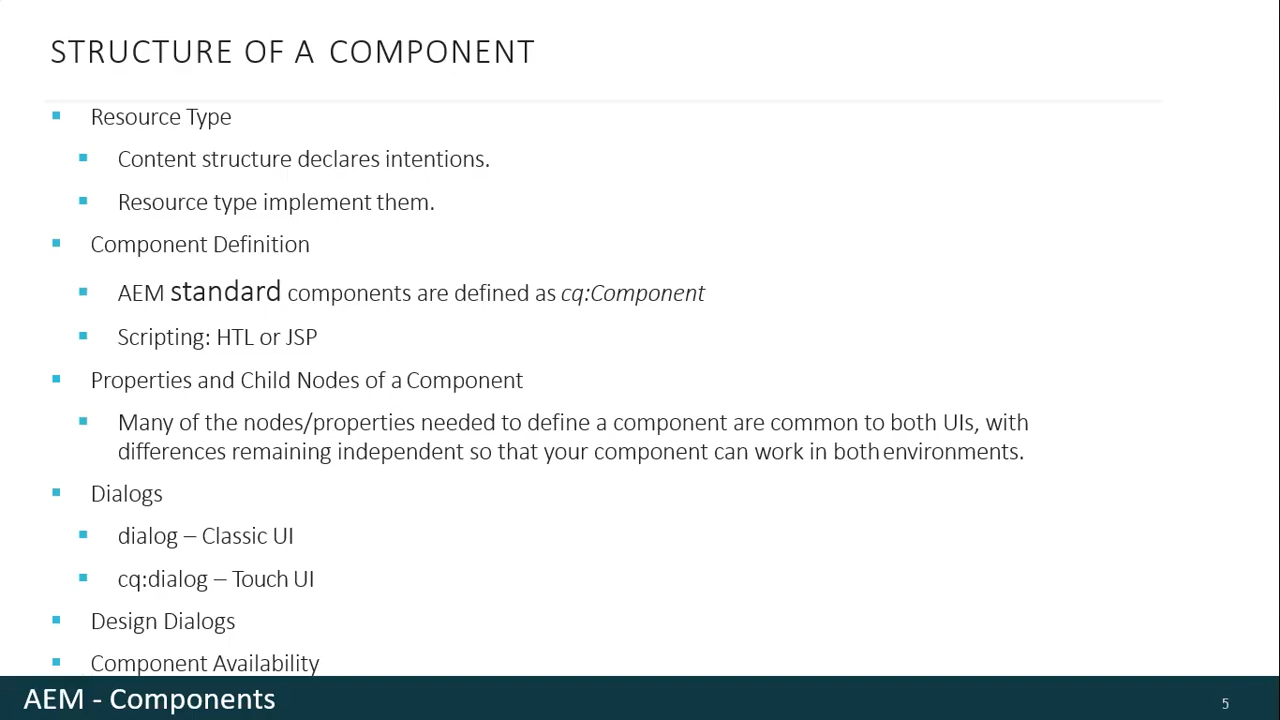 STRUCTURE OF A COMPONENT
Resource Type
Content structure declares intentions.
Resource type implement them.
Component Definition
AEM standard components are defined as cq:Component
Scripting: HTL or JSP
Properties and Child Nodes of a Component
Many of the nodes/properties needed to define a component are common to both UIs, with
differences remaining independent so that your component can work in both environments.
Dialogs
dialog – Classic UI
cq:dialog – Touch UI
Design Dialogs
Component Availability
AEM - Components
5